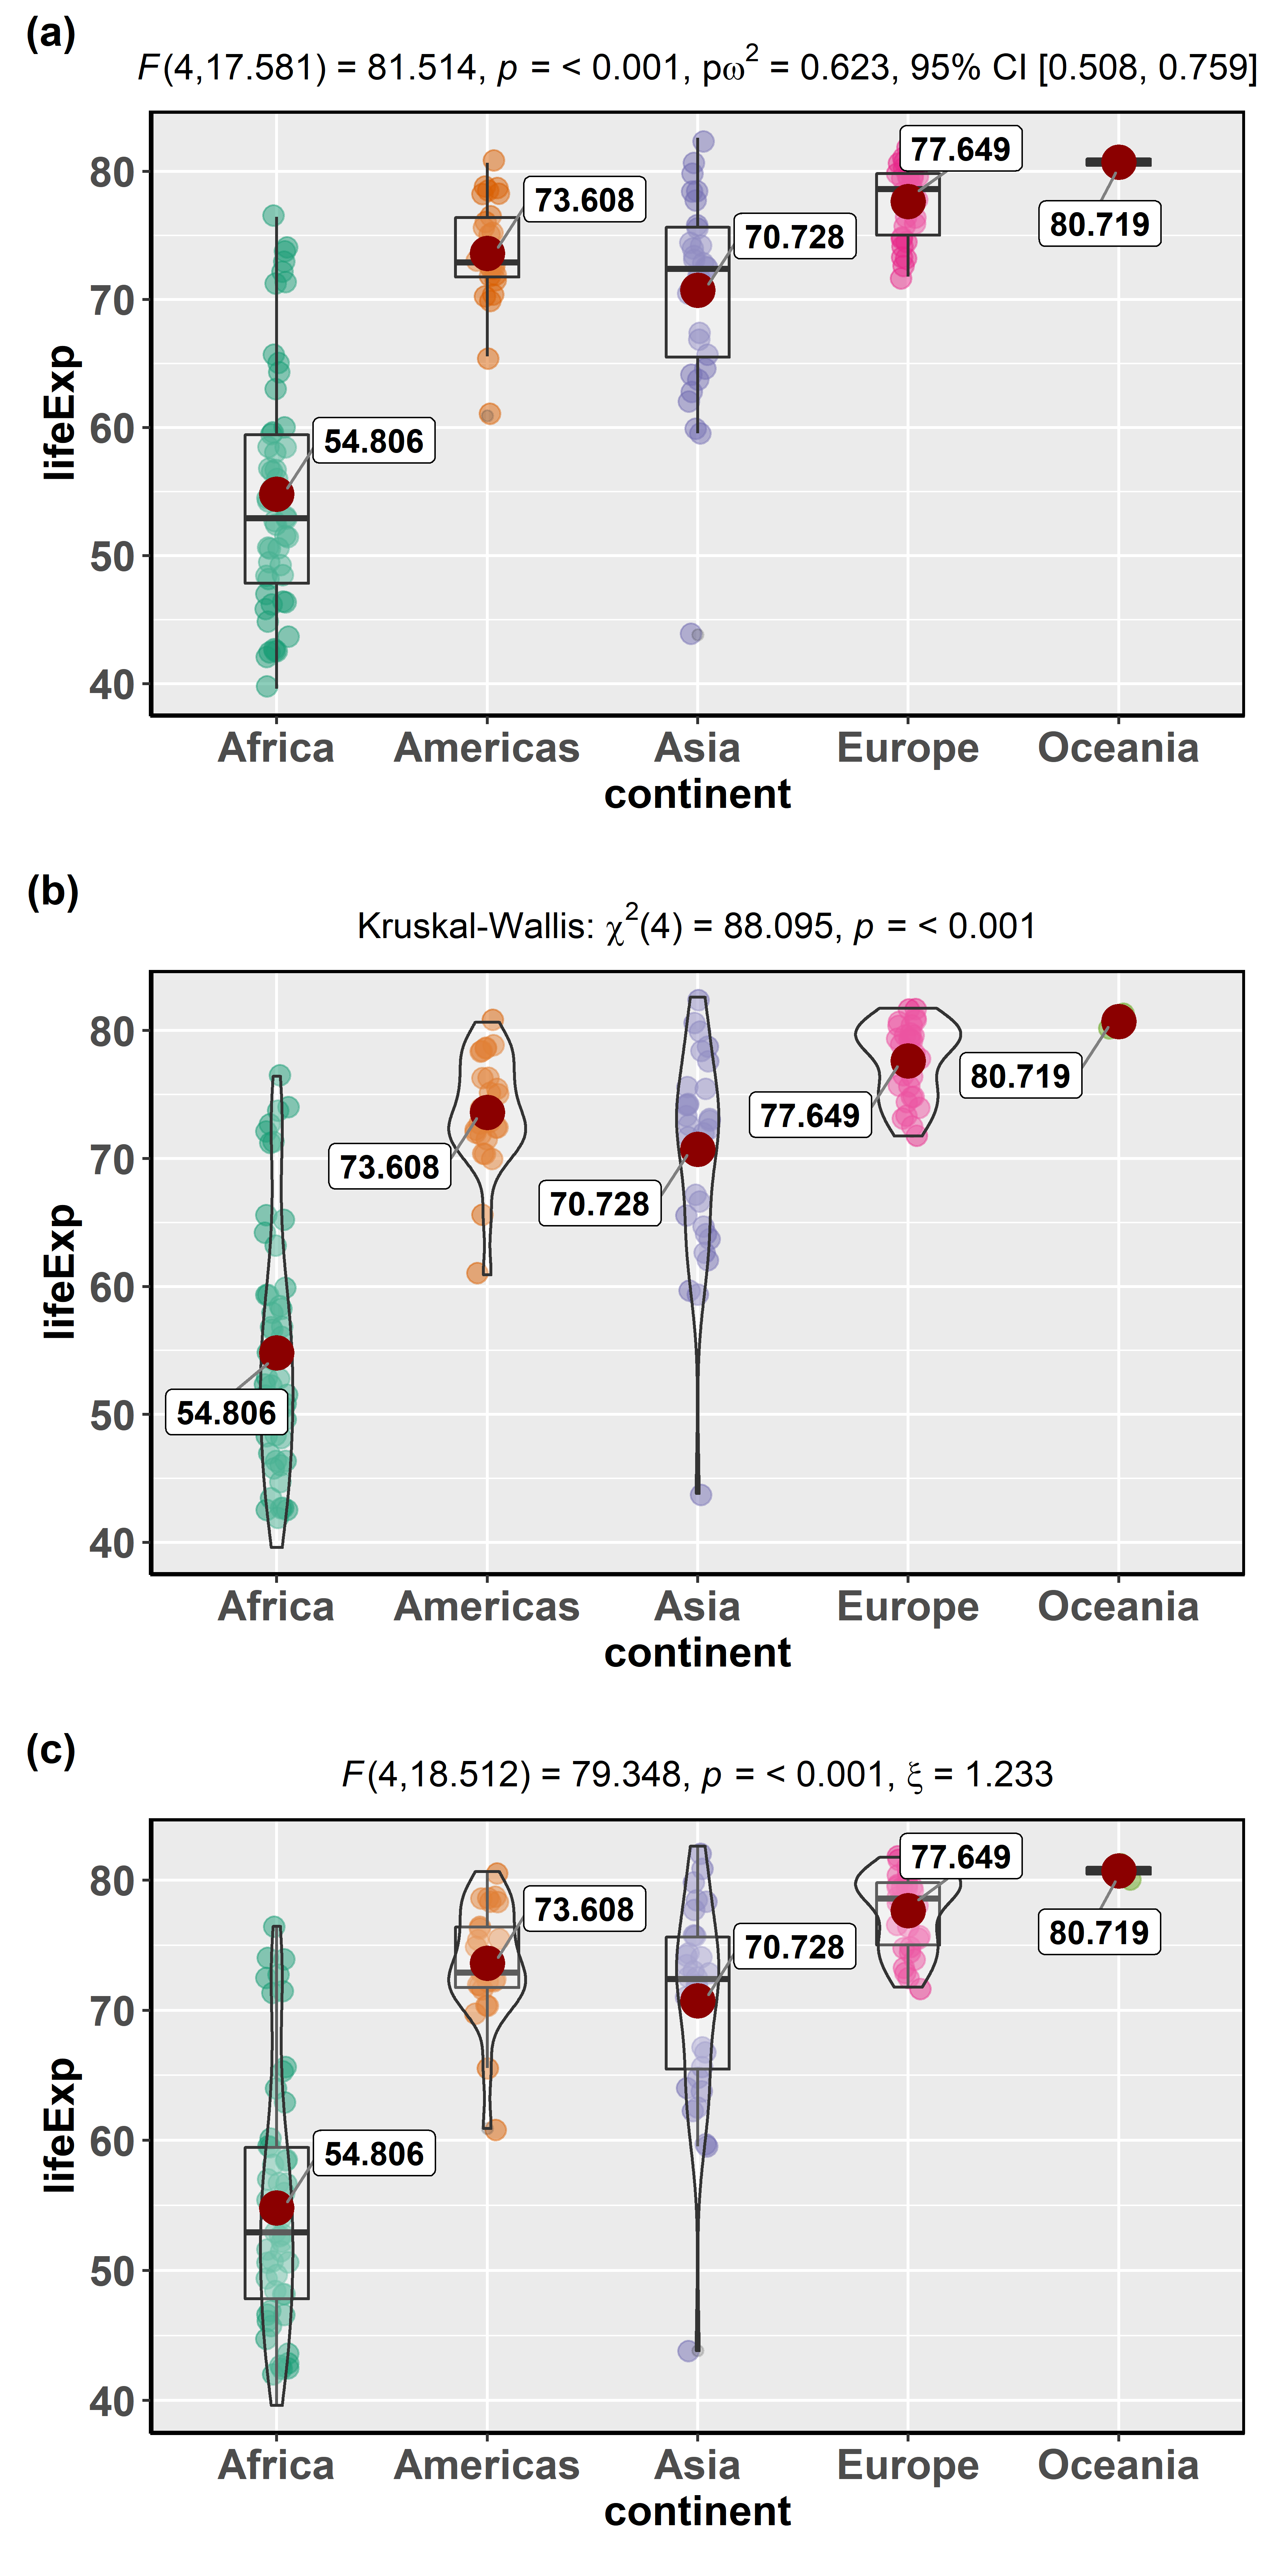 (a)
F(4,17.581) = 81.514, p = < 0.001, pω² = 0.623, 95% CI [0.508, 0.759]
lifeExp
80
70
60
50
40
77.649
73.608
80.719
70.728
54.806
Africa Americas Asia Europe Oceania
continent
(b)
Kruskal-Wallis: χ²(4) = 88.095, p = < 0.001
lifeExp
80
70
60
50
40
80.719
77.649
73.608
70.728
54.806
Africa Americas Asia Europe Oceania
continent
(c)
F(4,18.512) = 79.348, p = < 0.001, ξ = 1.233
lifeExp
80
70
60
50
40
77.649
73.608
80.719
70.728
54.806
Africa Americas Asia Europe Oceania
continent